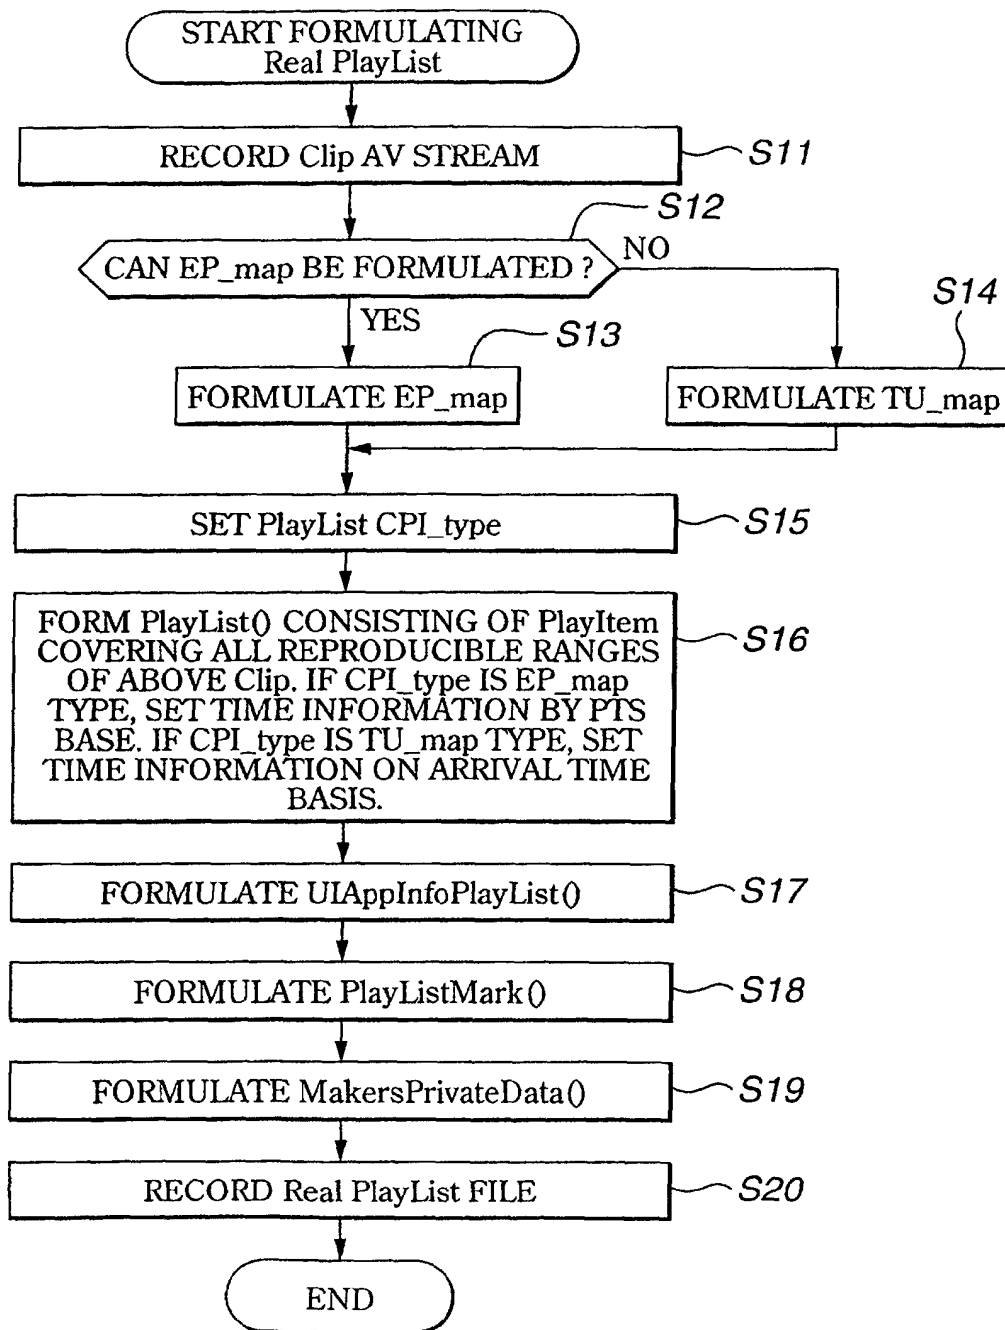 START FORMULATING
Real PlayList
RECORD Clip AV STREAM
S11
S12
CAN EP_map BE FORMULATED ?
NO
YES
S13
S14
FORMULATE EP_map
FORMULATE TU_map
SET PlayList CPI_type
S15
FORM PlayList() CONSISTING OF PlayItem
COVERING ALL REPRODUCIBLE RANGES
OF ABOVE Clip. IF CPI_type IS EP_map
TYPE, SET TIME INFORMATION BY PTS
BASE. IF CPI_type IS TU_map TYPE, SET
TIME INFORMATION ON ARRIVAL TIME
BASIS.
S16
FORMULATE UIAppInfoPlayList()
S17
FORMULATE PlayListMark()
S18
FORMULATE MakersPrivateData()
S19
RECORD Real PlayList FILE
S20
END